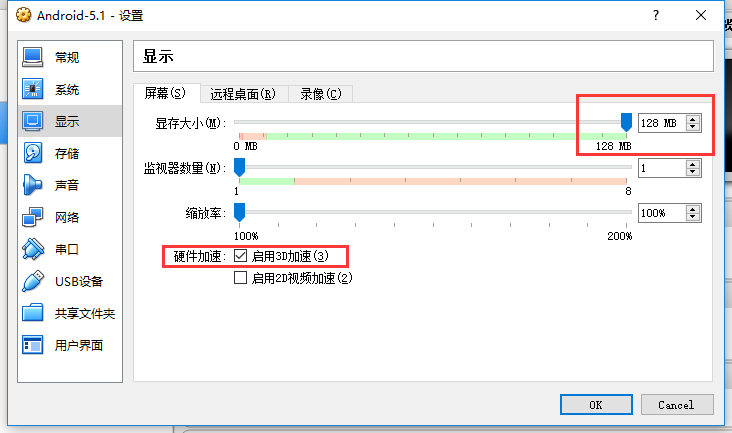 Android-5.1 - 设置
?
常规
系统
显示
存储
声音
网络
串口
USB设备
共享文件夹
用户界面
显示
屏幕(S) 远程桌面(R) 录像(C)
显存大小(M): 128 MB
0 MB 128 MB
监视器数量(N): 1
1 8
缩放率: 100%
100% 200%
硬件加速: 启用3D加速(3)
启用2D视频加速(2)
OK Cancel